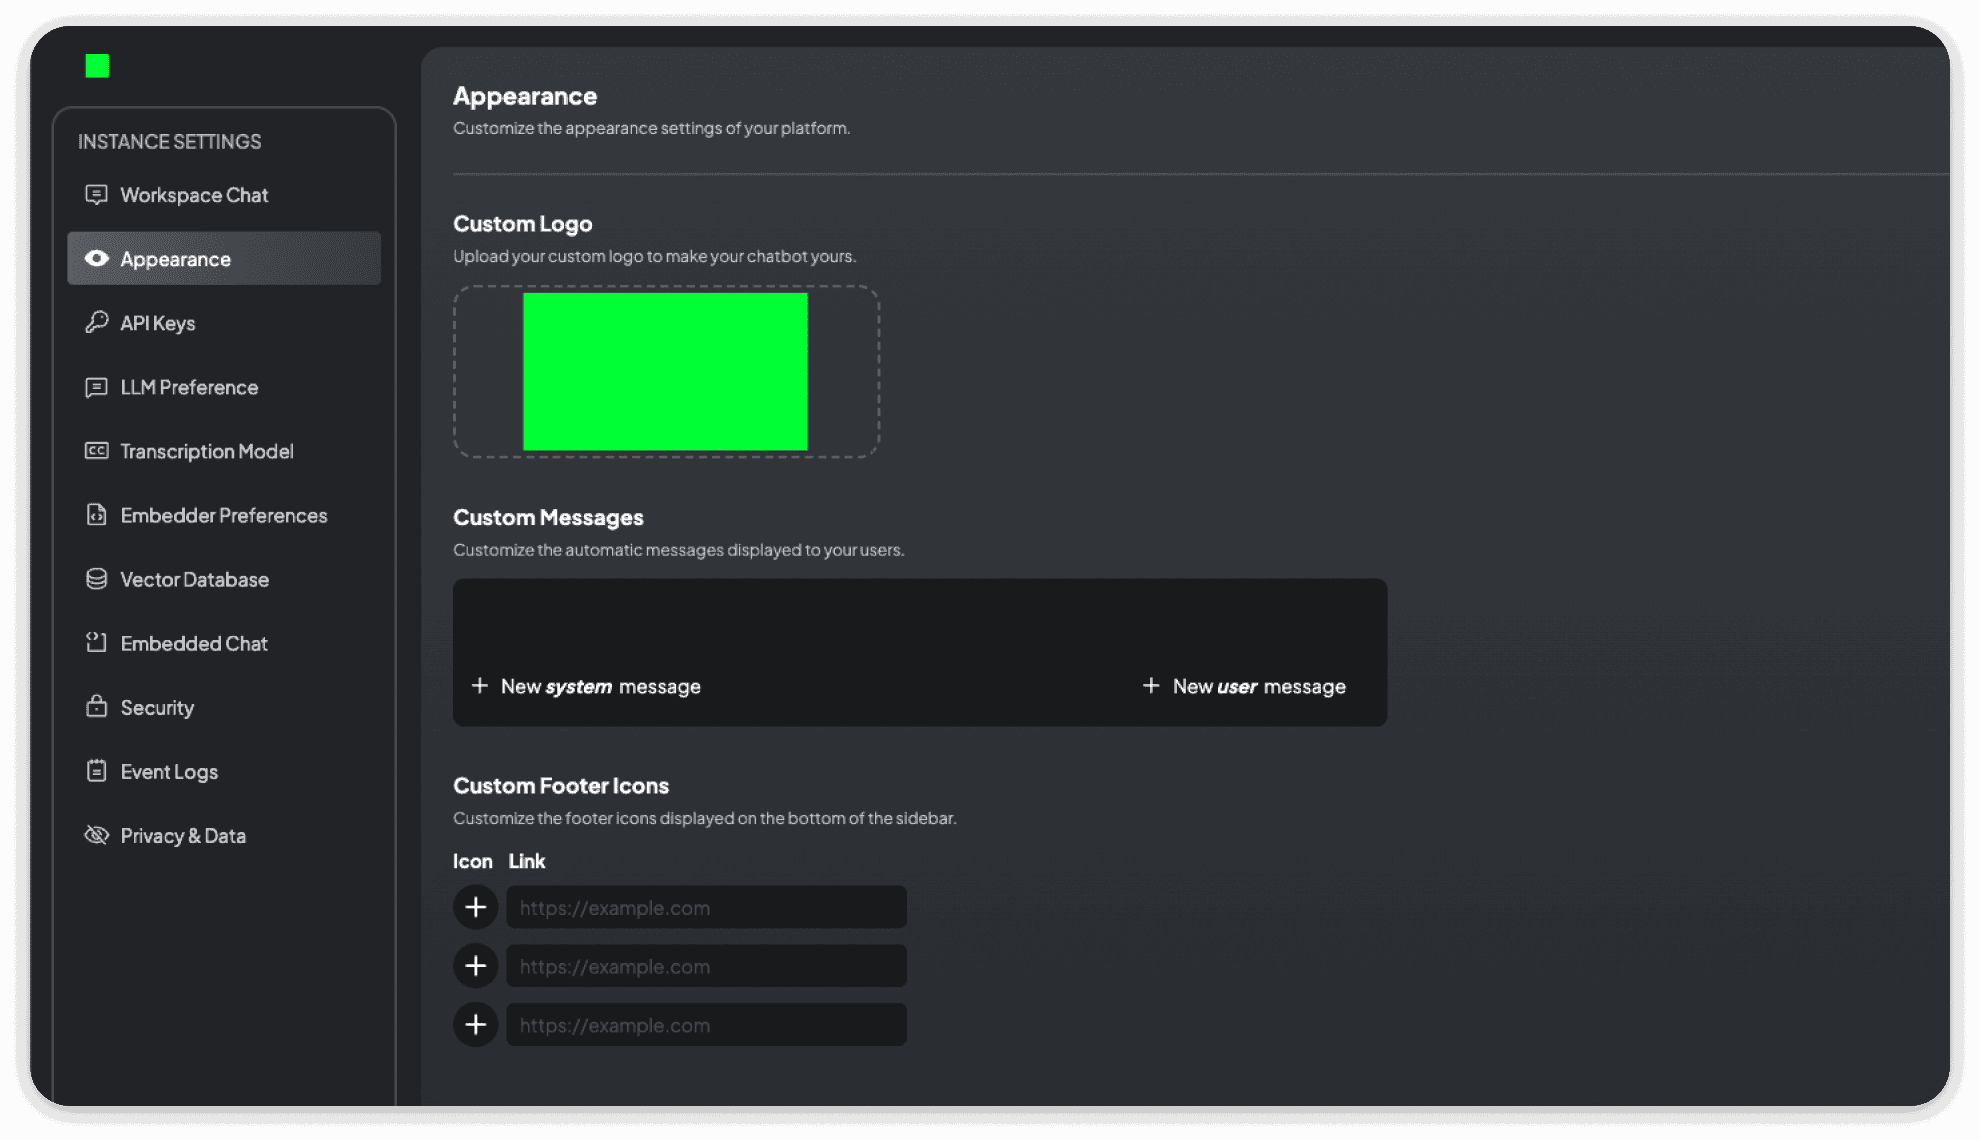 INSTANCE SETTINGS
Workspace Chat
Appearance
API Keys
LLM Preference
CC Transcription Model
Embedder Preferences
Vector Database
Embedded Chat
Security
Event Logs
Privacy & Data
Appearance
Customize the appearance settings of your platform.
Custom Logo
Upload your custom logo to make your chatbot yours.
Custom Messages
Customize the automatic messages displayed to your users.
+ New system message
+ New user message
Custom Footer Icons
Customize the footer icons displayed on the bottom of the sidebar.
Icon Link
+ https://example.com
+ https://example.com
+ https://example.com